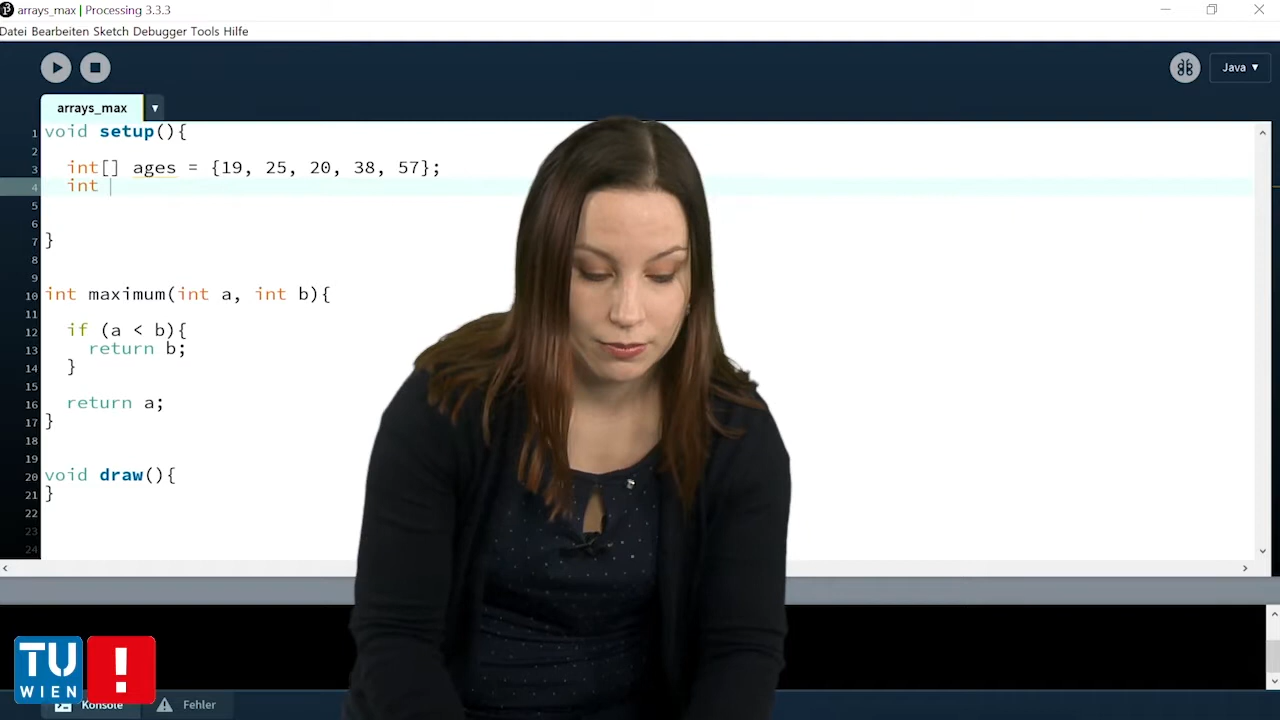 arrays_max | Processing 3.3.3
Datei Bearbeiten Sketch Debugger Tools Hilfe
Java ▾
arrays_max ▾
1 void setup(){
2
3 int[] ages = {19, 25, 20, 38, 57};
4 int
5
6
7 }
8
9
10 int maximum(int a, int b){
11
12 if (a < b){
13 return b;
14 }
15
16 return a;
17 }
18
19
20 void draw(){
21 }
22
23
24
TU
WIEN
!
Konsole Fehler